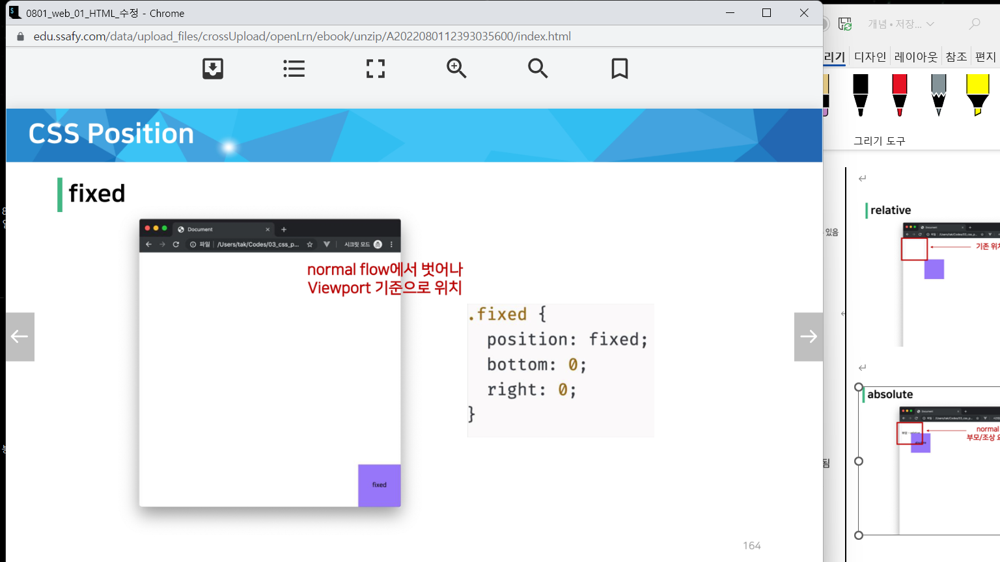 0801_web_01_HTML_수정 - Chrome
edu.ssafy.com/data/upload_files/crossUpload/openLrn/ebook/unzip/A2022080112393035600/index.html
CSS Position
fixed
Document
파일 /Users/tak/Codes/03_css_p... 시크릿 모드
normal flow에서 벗어나
Viewport 기준으로 위치
.fixed {
position: fixed;
bottom: 0;
right: 0;
}
fixed
164
개념 • 저장...
리기 디자인 레이아웃 참조 편지
그리기 도구
있음
relative
기존 위치
absolute
normal
부모/조상 요
됨